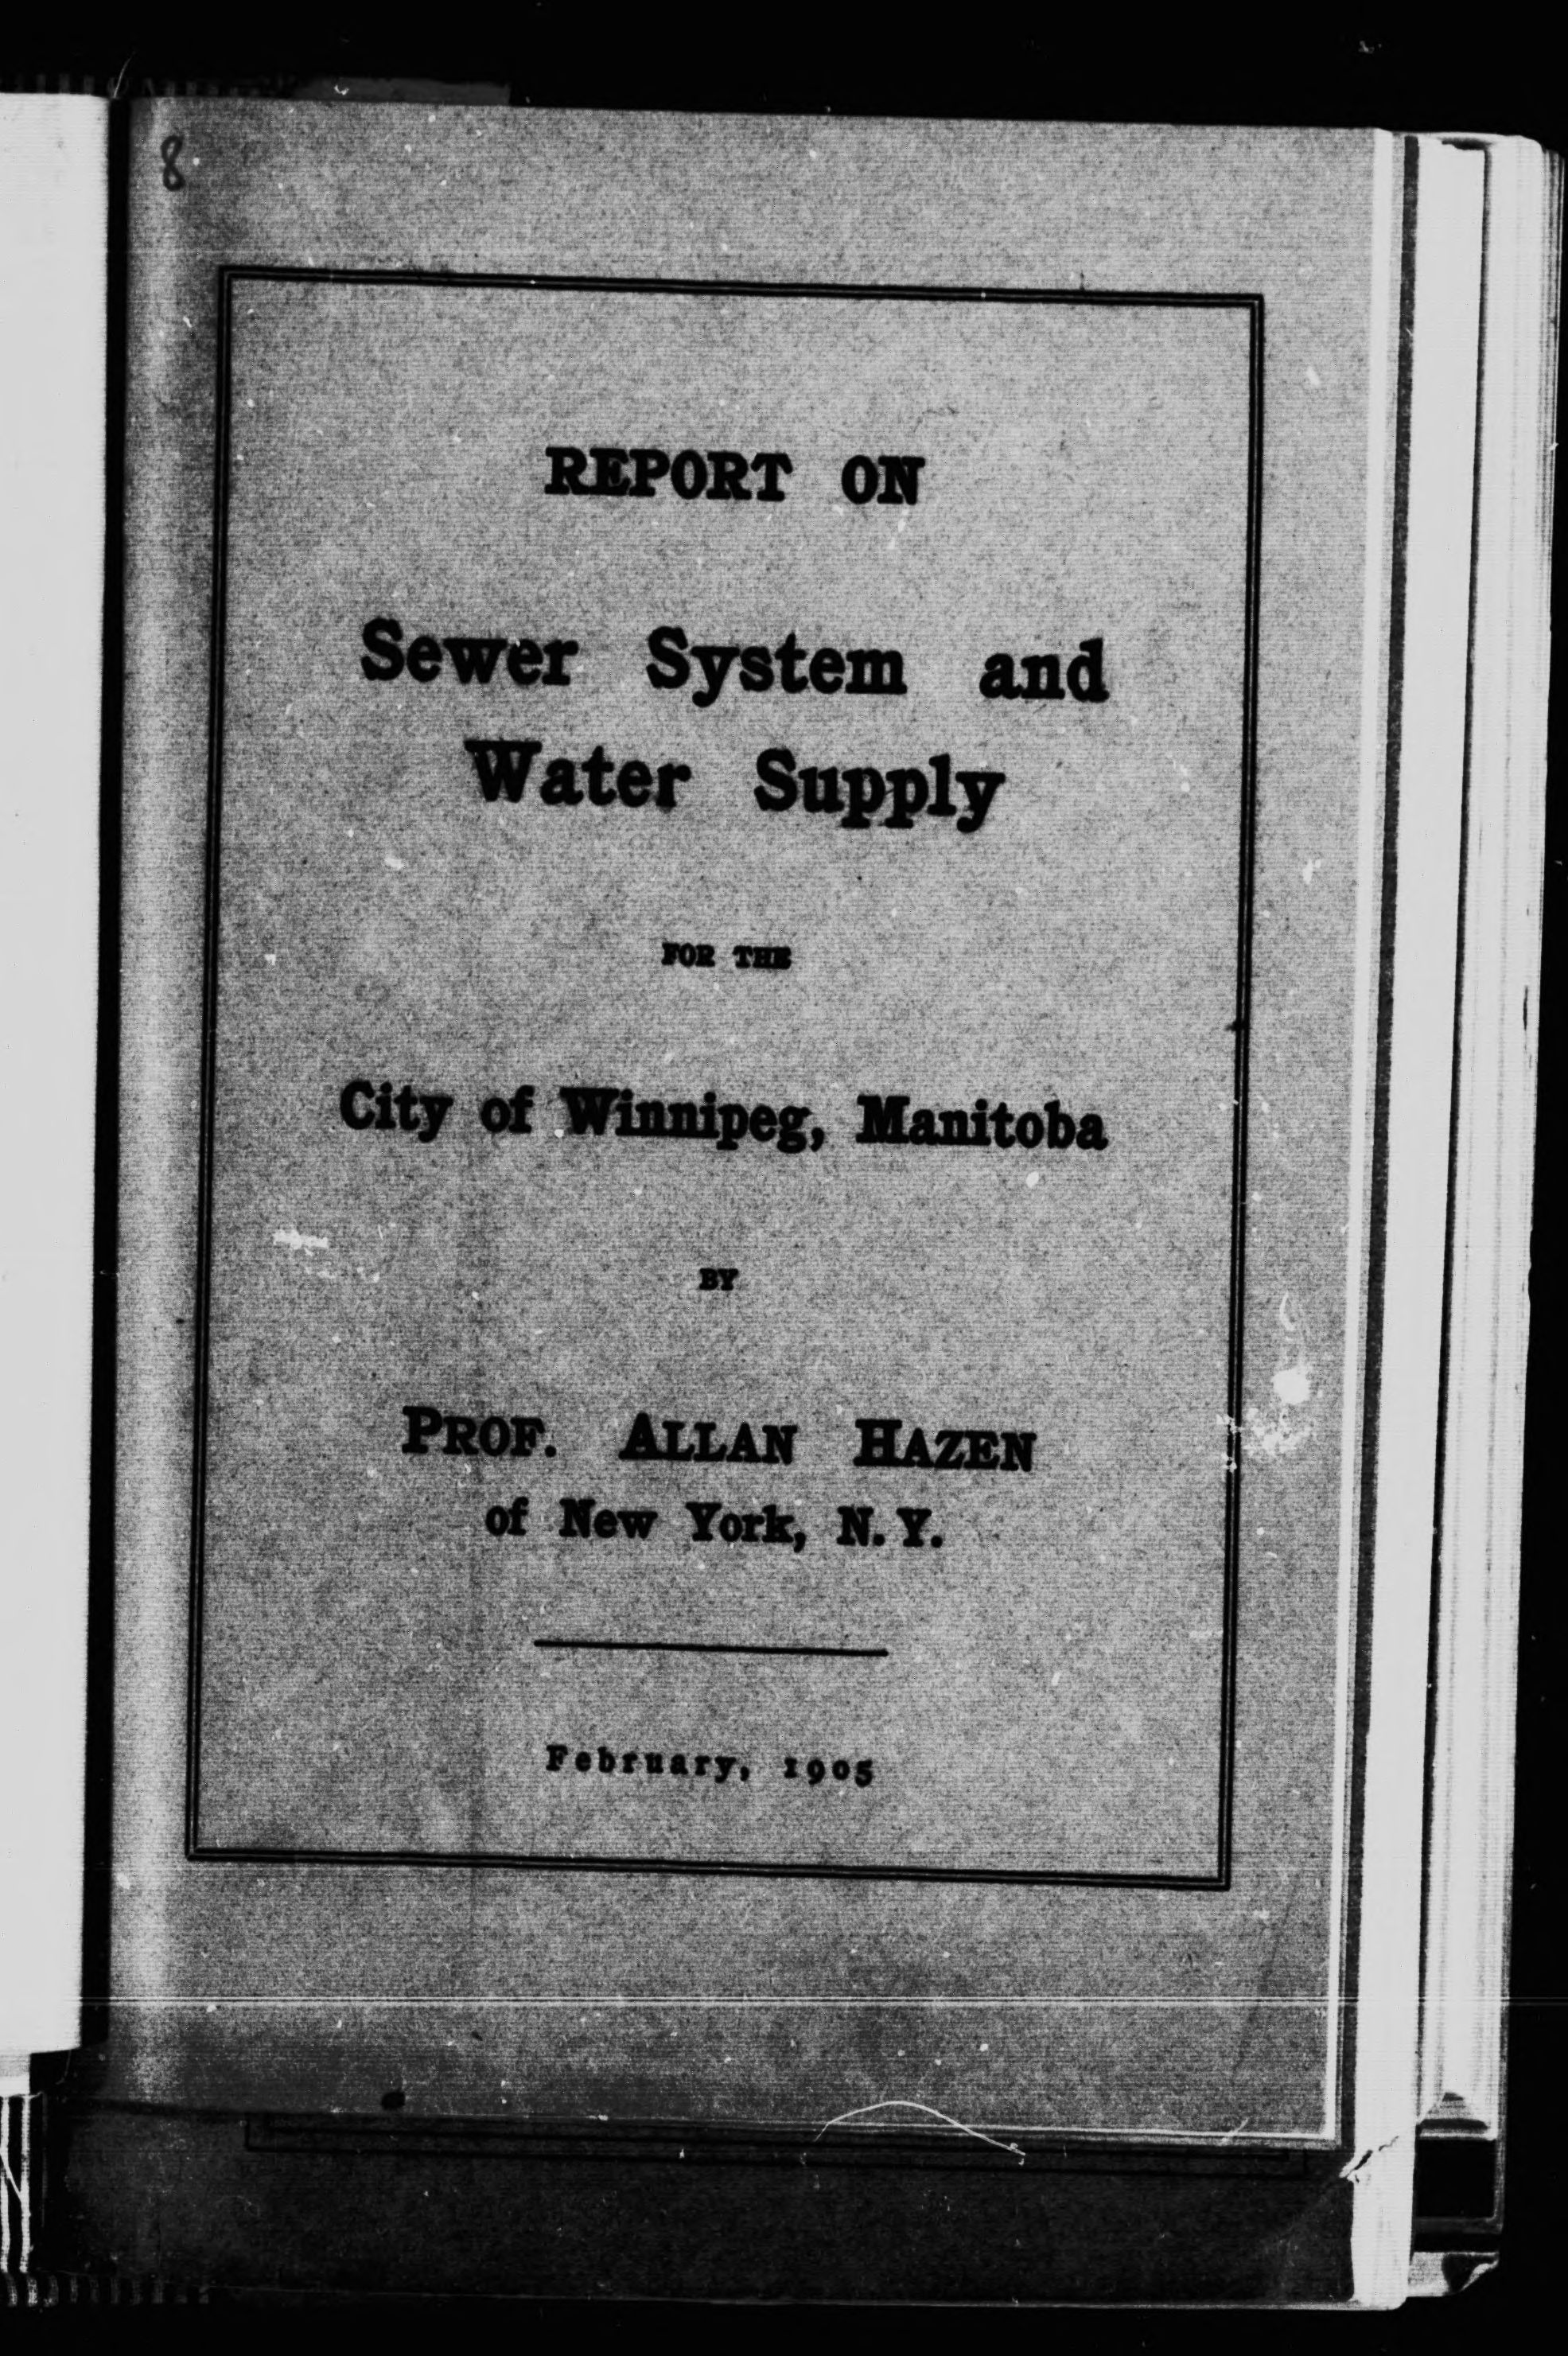 8
REPORT ON
Sewer System and
Water Supply
FOR THE
City of Winnipeg, Manitoba
BY
PROF. ALLAN HAZEN
of New York, N. Y.
February, 1905